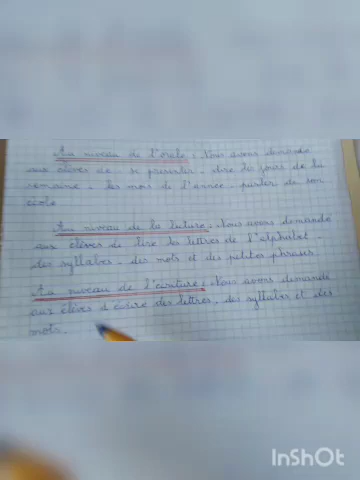 Au niveau de l'orale : Nous avons demandé
aux élèves de se présenter, dire les jours de la
semaine, les mois de l'année, parler de son
école
Au niveau de la lecture : Nous avons demandé
aux élèves de lire les lettres de l'alphabet,
des syllabes, des mots et des petites phrases.
Au niveau de l'écriture : Nous avons demandé
aux élèves d'écrire des lettres, des syllabes et des
mots.
InShOt